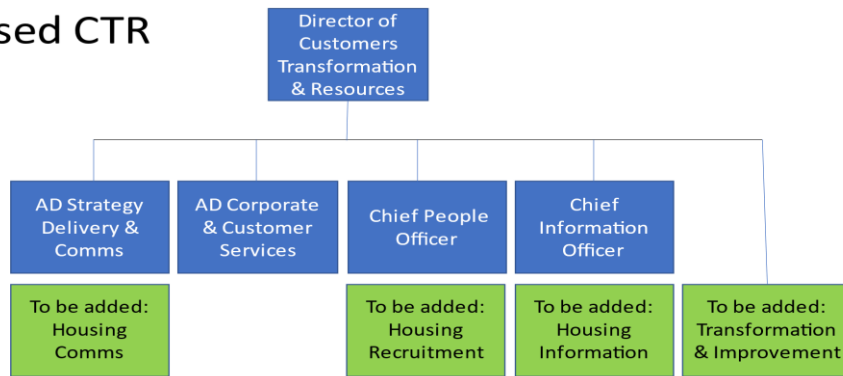 sed CTR
Director of
Customers
Transformation
& Resources
AD Strategy
Delivery &
Comms
AD Corporate
& Customer
Services
Chief People
Officer
Chief
Information
Officer
To be added:
Housing
Comms
To be added:
Housing
Recruitment
To be added:
Housing
Information
To be added:
Transformation
& Improvement